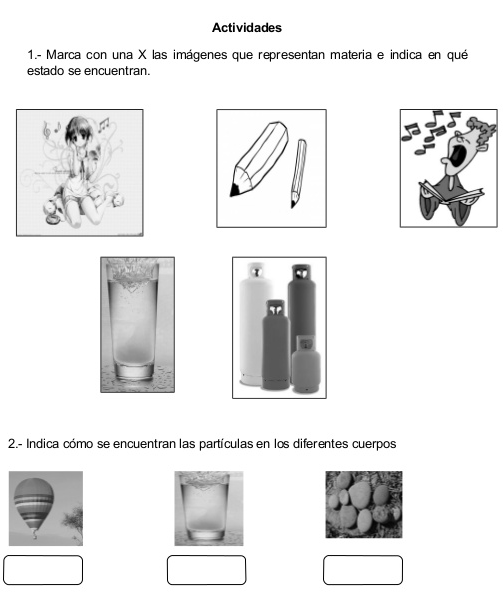 Actividades
1.- Marca con una X las imágenes que representan materia e indica en qué
estado se encuentran.
2.- Indica cómo se encuentran las partículas en los diferentes cuerpos